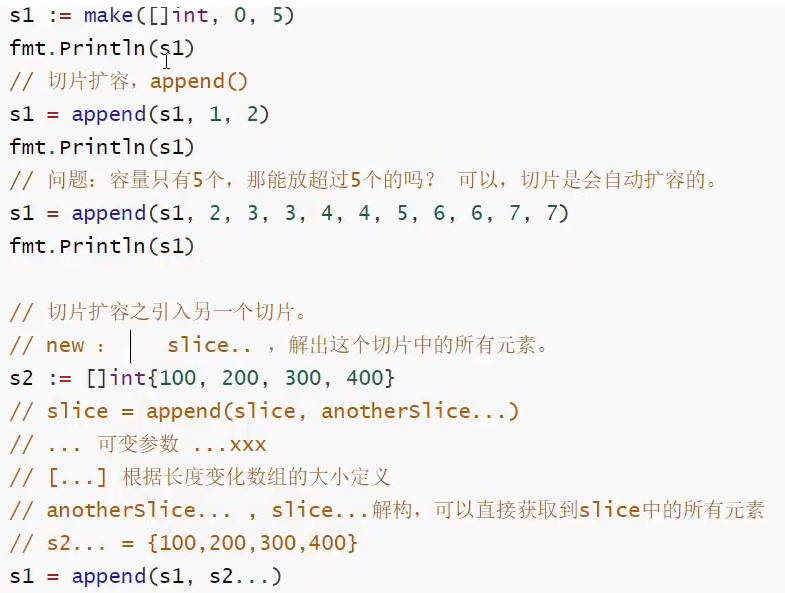 s1 := make([]int, 0, 5)
fmt.Println(s1)
// 切片扩容，append()
s1 = append(s1, 1, 2)
fmt.Println(s1)
// 问题：容量只有5个，那能放超过5个的吗？ 可以，切片是会自动扩容的。
s1 = append(s1, 2, 3, 3, 4, 4, 5, 6, 6, 7, 7)
fmt.Println(s1)
// 切片扩容之引入另一个切片。
// new : slice.. ，解出这个切片中的所有元素。
s2 := []int{100, 200, 300, 400}
// slice = append(slice, anotherSlice...)
// ... 可变参数 ...xxx
// [...] 根据长度变化数组的大小定义
// anotherSlice... , slice...解构，可以直接获取到slice中的所有元素
// s2... = {100,200,300,400}
s1 = append(s1, s2...)